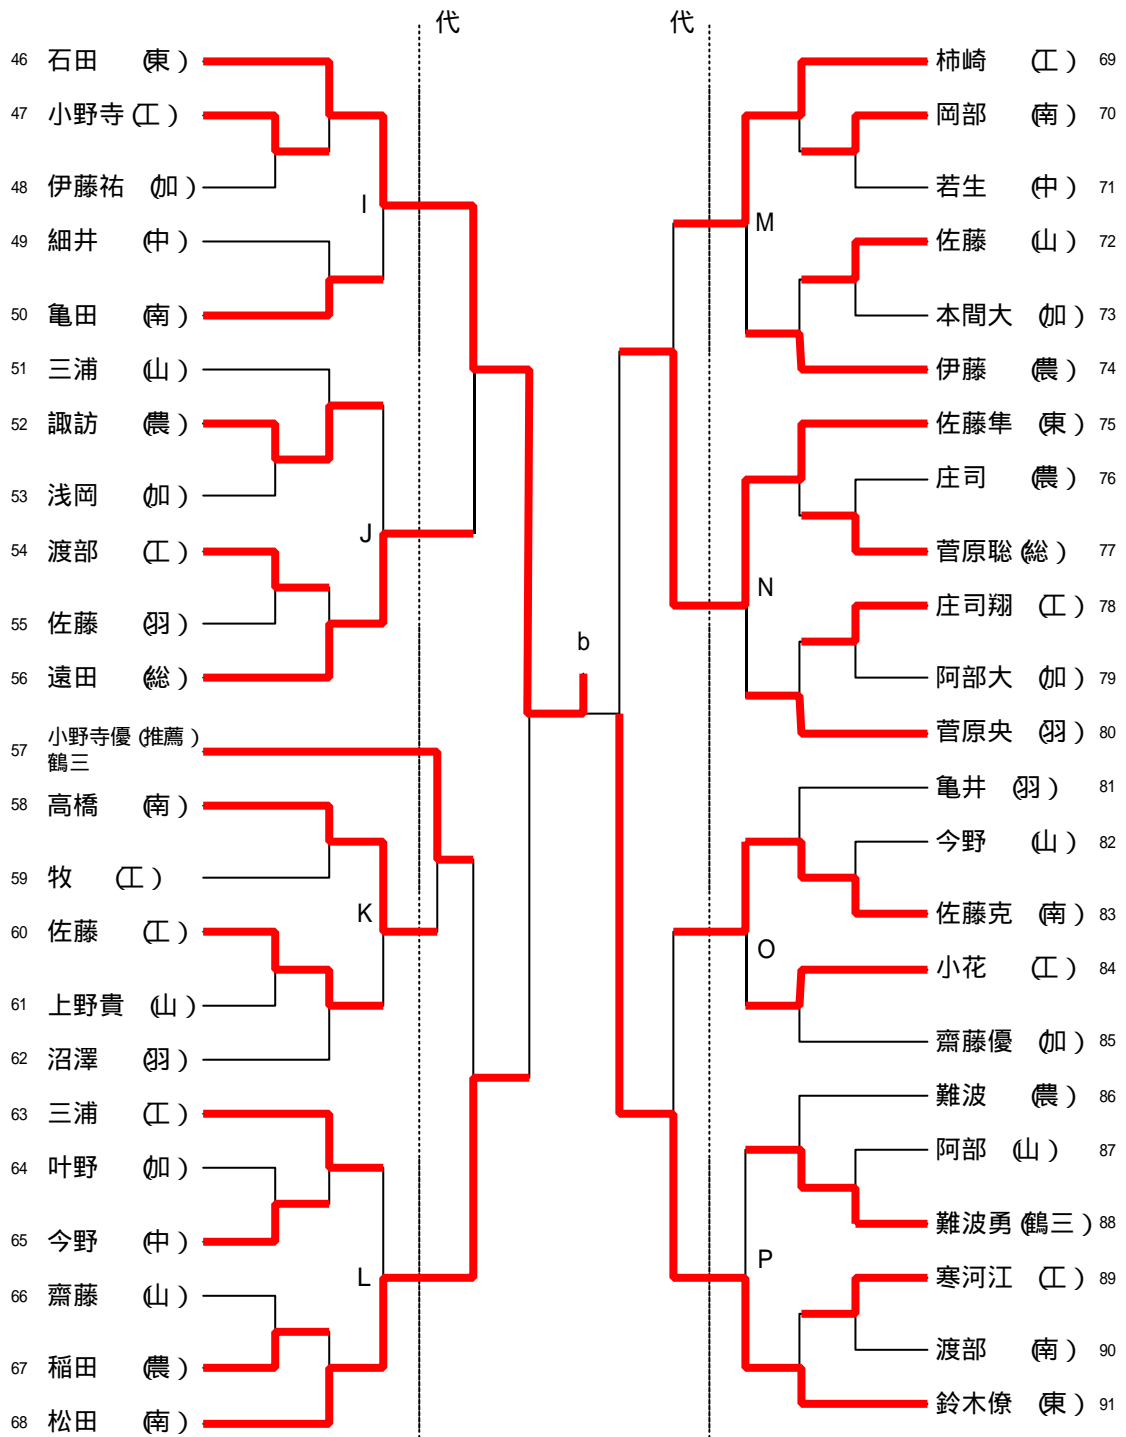 代
46 石田 (東)
47 小野寺 (工)
48 伊藤祐 (加)
I
49 細井 (中)
50 亀田 (南)
51 三浦 (山)
52 諏訪 (農)
53 浅岡 (加)
J
54 渡部 (工)
55 佐藤 (羽)
56 遠田 (総)
57 小野寺優 (推薦)
鶴三
58 高橋 (南)
59 牧 (工)
K
60 佐藤 (工)
61 上野貴 (山)
62 沼澤 (羽)
63 三浦 (工)
64 叶野 (加)
65 今野 (中)
L
66 齋藤 (山)
67 稲田 (農)
68 松田 (南)
b
代
柿崎 (工) 69
岡部 (南) 70
若生 (中) 71
M
佐藤 (山) 72
本間大 (加) 73
伊藤 (農) 74
佐藤隼 (東) 75
庄司 (農) 76
菅原聡 (総) 77
N
庄司翔 (工) 78
阿部大 (加) 79
菅原央 (羽) 80
亀井 (羽) 81
今野 (山) 82
佐藤克 (南) 83
O
小花 (工) 84
齋藤優 (加) 85
難波 (農) 86
阿部 (山) 87
難波勇 (鶴三) 88
P
寒河江 (工) 89
渡部 (南) 90
鈴木僚 (東) 91